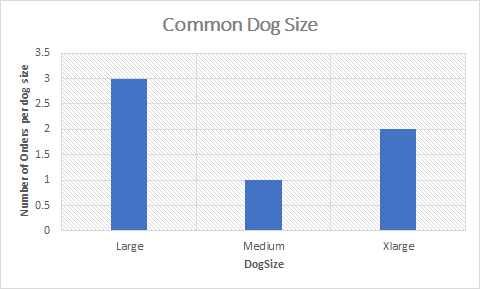 Common Dog Size
Number of Orders per dog size
3.5
3
2.5
2
1.5
1
0.5
0
Large
Medium
Xlarge
DogSize